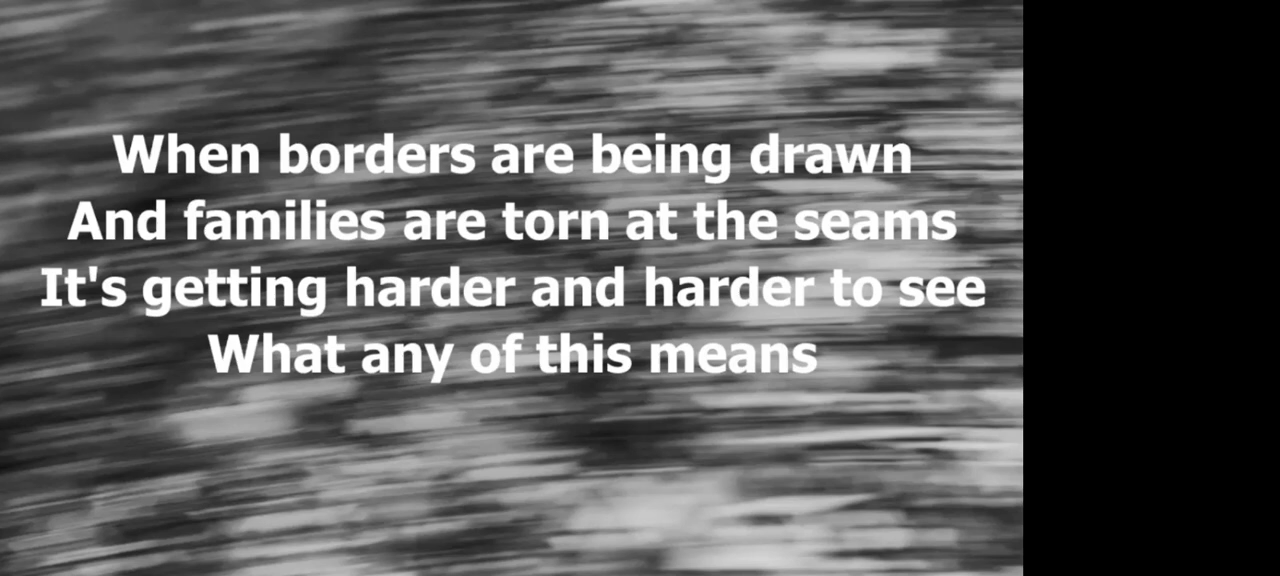 When borders are being drawn
And families are torn at the seams
It's getting harder and harder to see
What any of this means